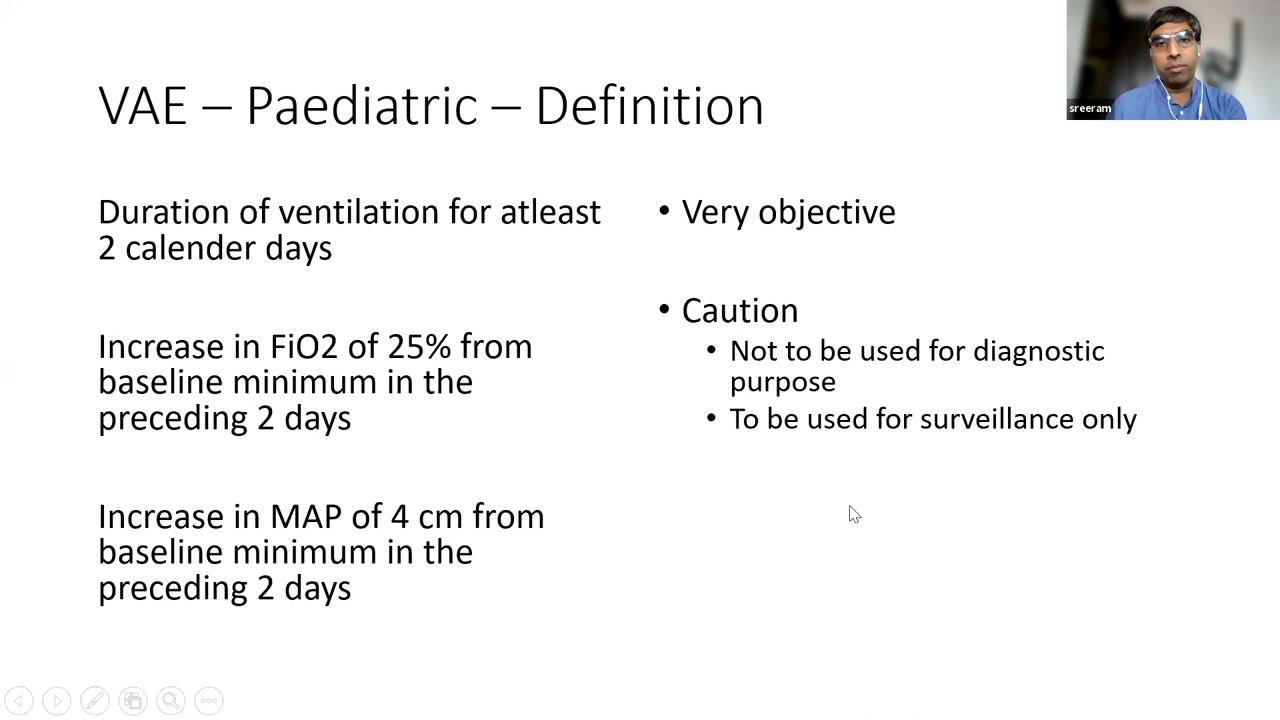 VAE – Paediatric – Definition
sreeram
Duration of ventilation for atleast
2 calender days
Increase in FiO2 of 25% from
baseline minimum in the
preceding 2 days
Increase in MAP of 4 cm from
baseline minimum in the
preceding 2 days
• Very objective
• Caution
• Not to be used for diagnostic
purpose
• To be used for surveillance only